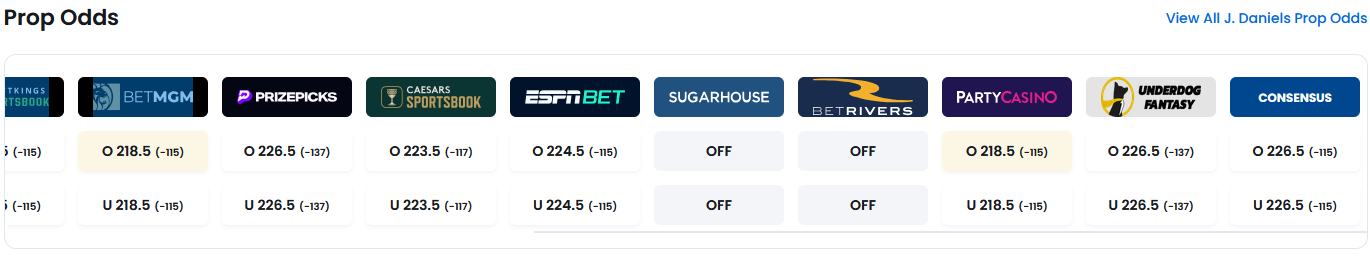 Prop Odds
View All J. Daniels Prop Odds
TKINGS RTSBOOK
BETMGM
PRIZEPICKS
CAESARS SPORTSBOOK
ESPN BET
SUGARHOUSE
BETRIVERS
PARTYCASINO
UNDERDOG FANTASY
CONSENSUS
5 (-115)
O 218.5 (-115)
O 226.5 (-137)
O 223.5 (-117)
O 224.5 (-115)
OFF
OFF
O 218.5 (-115)
O 226.5 (-137)
O 226.5 (-115)
5 (-115)
U 218.5 (-115)
U 226.5 (-137)
U 223.5 (-117)
U 224.5 (-115)
OFF
OFF
U 218.5 (-115)
U 226.5 (-137)
U 226.5 (-115)